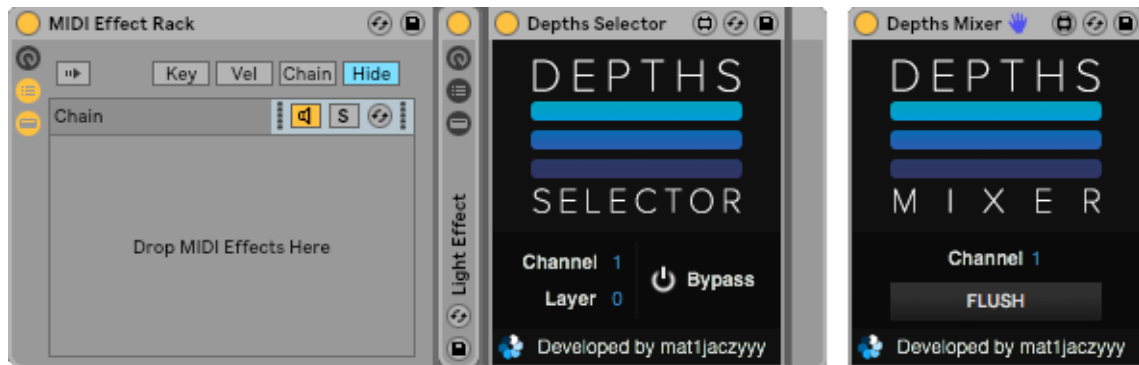 MIDI Effect Rack
Key Vel Chain Hide
Chain S
Drop MIDI Effects Here
Light Effect
Depths Selector
DEPTHS
SELECTOR
Channel 1
Layer 0
Bypass
Developed by mat1jaczyyy
Depths Mixer
DEPTHS
MIXER
Channel 1
FLUSH
Developed by mat1jaczyyy